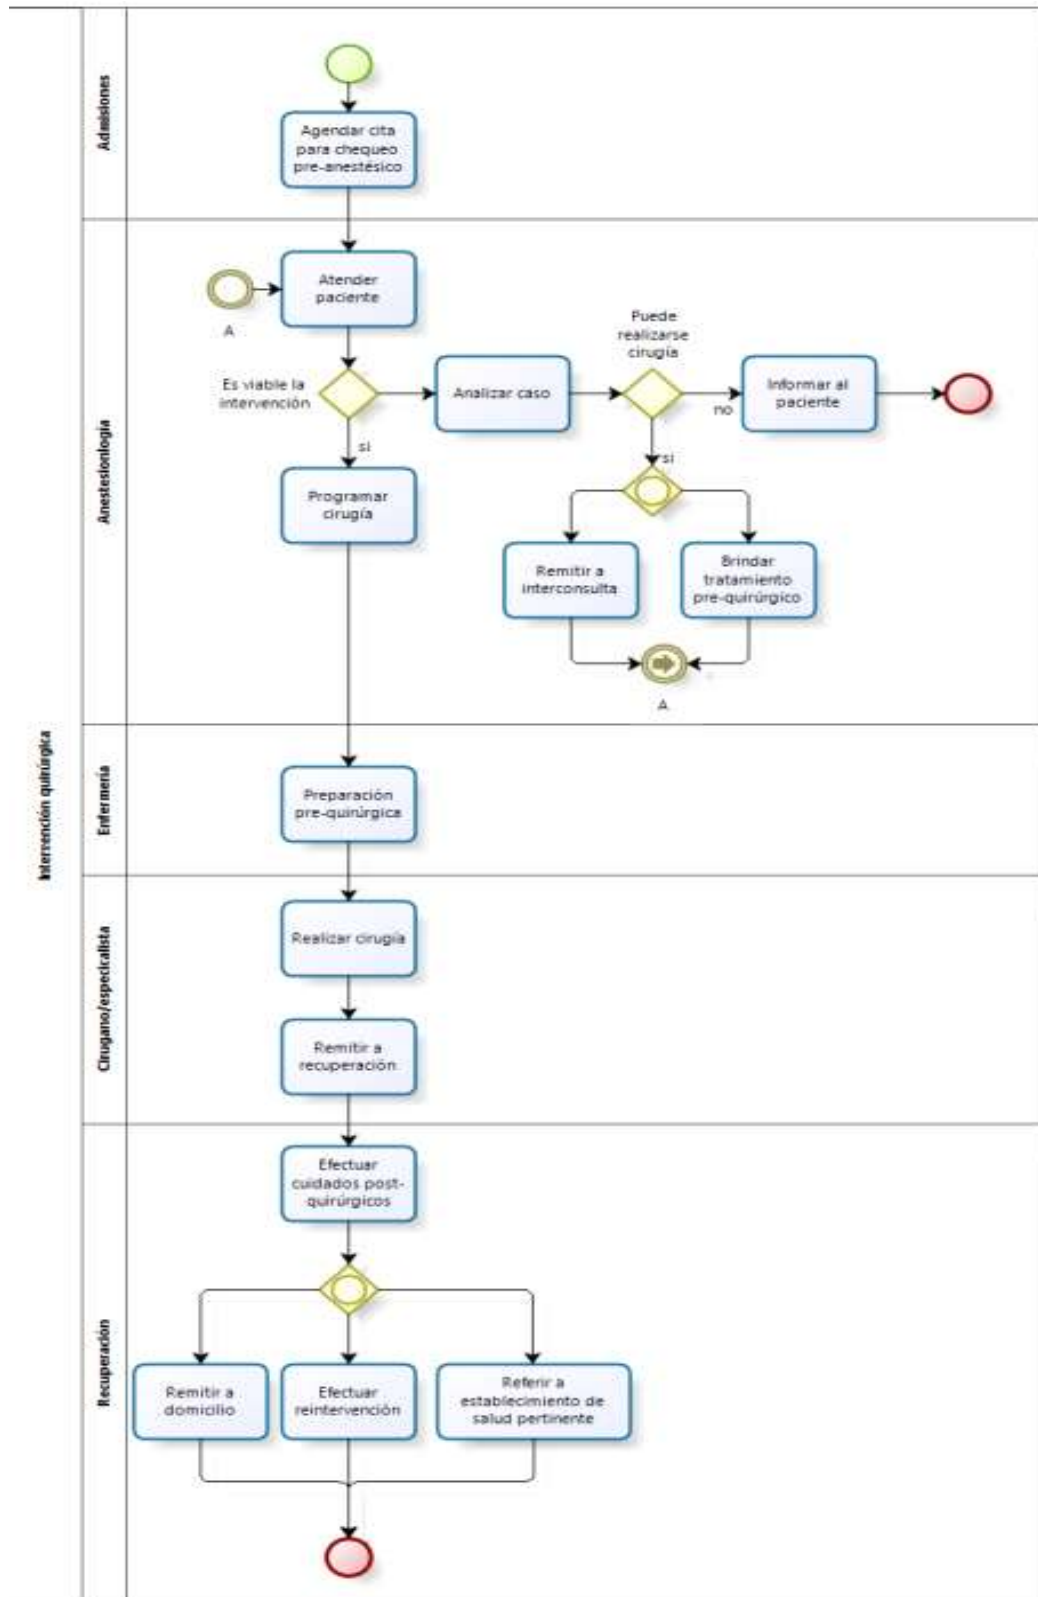 Intervención quirúrgica
Admisiones
Agendar cita
para chequeo
pre-anestésico
Anestesionlogía
Atender
paciente
A
Es viable la
intervención
si
Analizar caso
Puede
realizarse
cirugía
no
Informar al
paciente
si
Programar
cirugía
Remitir a
interconsulta
Brindar
tratamiento
pre-quirúrgico
A
Enfermería
Preparación
pre-quirúrgica
Cirugano/especicalista
Realizar cirugía
Remitir a
recuperación
Recuperación
Efectuar
cuidados post-
quirúrgicos
Remitir a
domicilio
Efectuar
reintervención
Referir a
establecimiento de
salud pertinente